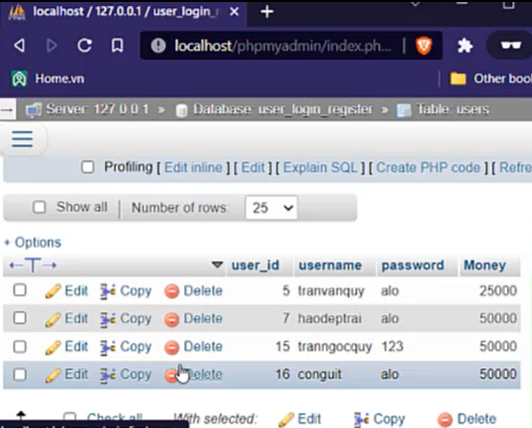 localhost / 127.0.0.1 / user_login_r
localhost/phpmyadmin/index.ph...
Home.vn
Other bool
Server: 127.0.0.1 » Database: user_login_register » Table: users
Profiling [ Edit inline ] [ Edit ] [ Explain SQL ] [ Create PHP code ] [ Refre
Show all | Number of rows: 25
+ Options
user_id username password Money
Edit Copy Delete 5 tranvanquy alo 25000
Edit Copy Delete 7 haodeptrai alo 50000
Edit Copy Delete 15 tranngocquy 123 50000
Edit Copy Delete 16 conguit alo 50000
Check all With selected: Edit Copy Delete